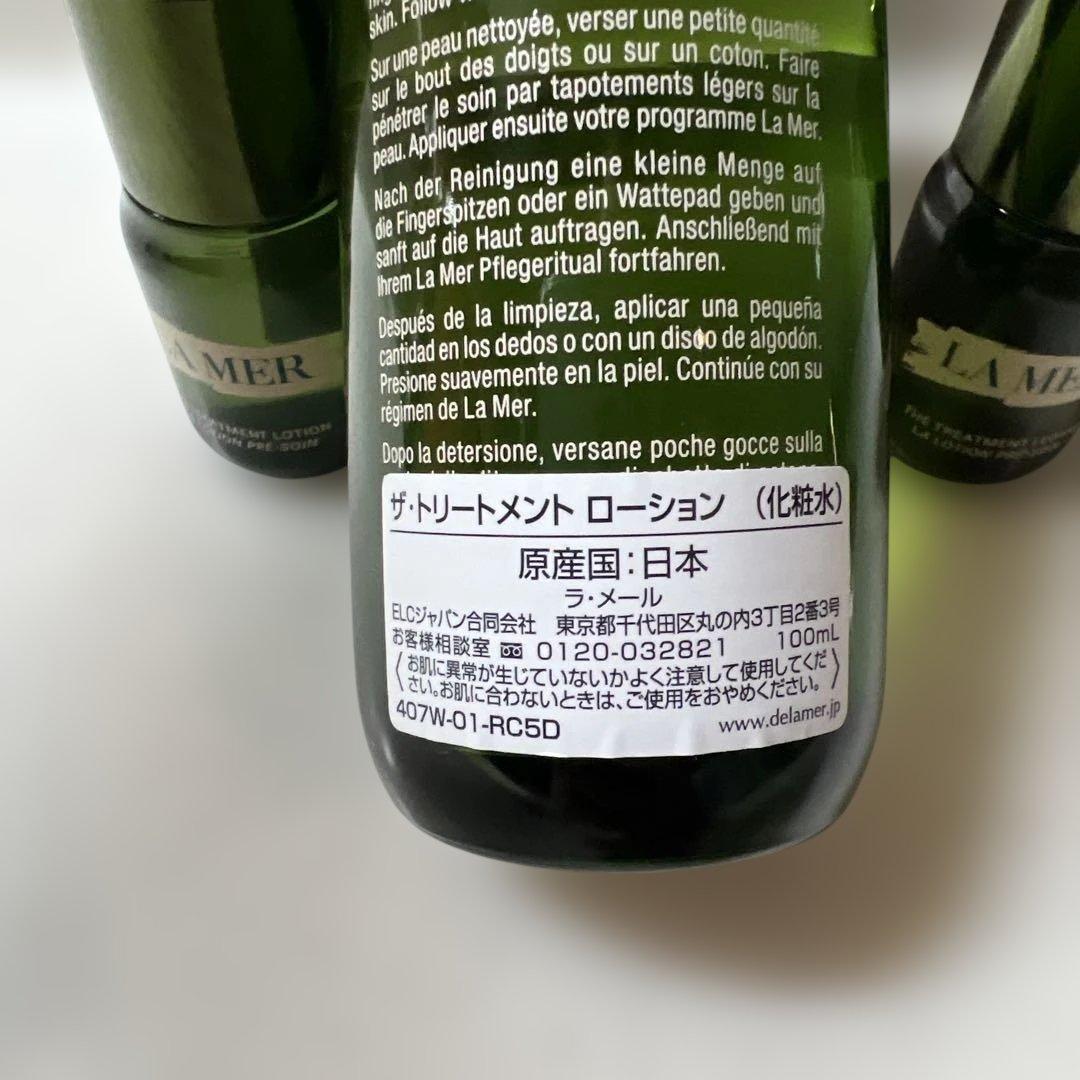 skin. Follow
Sur une peau nettoyée, verser une petite quantité
sur le bout des doigts ou sur un coton. Faire
pénétrer le soin par tapotements légers sur la
peau. Appliquer ensuite votre programme La Mer.
Nach der Reinigung eine kleine Menge auf
die Fingerspitzen oder ein Wattepad geben und
sanft auf die Haut auftragen. Anschließend mit
Ihrem La Mer Pflegeritual fortfahren.
Después de la limpieza, aplicar una pequeña
cantidad en los dedos o con un disco de algodón.
Presione suavemente en la piel. Continúe con su
régimen de La Mer.
Dopo la detersione, versane poche gocce sulla
ザ・トリートメント ローション (化粧水)
原産国:日本
ラ・メール
ELCジャパン合同会社 東京都千代田区丸の内3丁目2番3号
お客様相談室 0120-032821 100mL
〈お肌に異常が生じていないかよく注意して使用してくだ
さい。お肌に合わないときは、ご使用をおやめください。〉
407W-01-RC5D www.delamer.jp
LA MER
TREATMENT LOTION
LOTION PRÉ-SOIN
LA ME
THE TREATMENT
LA LOTION PRÉ